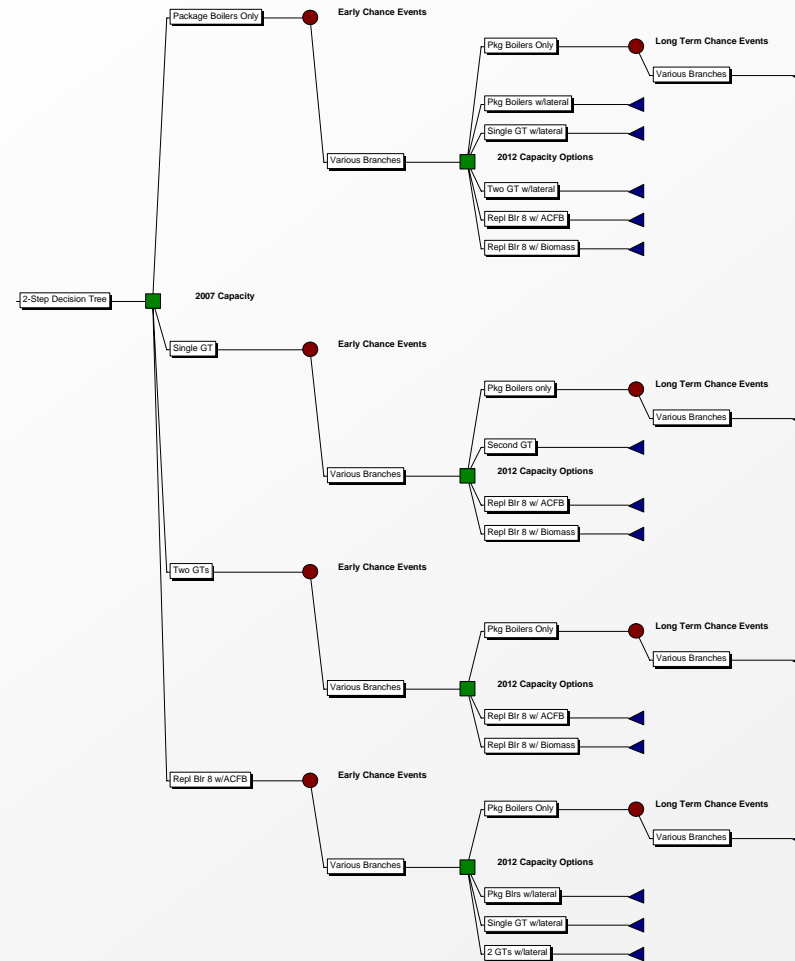 Package Boilers Only
Early Chance Events
Pkg Boilers Only
Long Term Chance Events
Various Branches
Pkg Boilers w/lateral
Single GT w/lateral
Various Branches
2012 Capacity Options
Two GT w/lateral
Repl Blr 8 w/ ACFB
Repl Blr 8 w/ Biomass
2-Step Decision Tree
2007 Capacity
Single GT
Early Chance Events
Pkg Boilers only
Long Term Chance Events
Various Branches
Second GT
Various Branches
2012 Capacity Options
Repl Blr 8 w/ ACFB
Repl Blr 8 w/ Biomass
Two GTs
Early Chance Events
Pkg Boilers Only
Long Term Chance Events
Various Branches
Various Branches
2012 Capacity Options
Repl Blr 8 w/ ACFB
Repl Blr 8 w/ Biomass
Repl Blr 8 w/ACFB
Early Chance Events
Pkg Boilers Only
Long Term Chance Events
Various Branches
Various Branches
2012 Capacity Options
Pkg Blrs w/lateral
Single GT w/lateral
2 GTs w/lateral